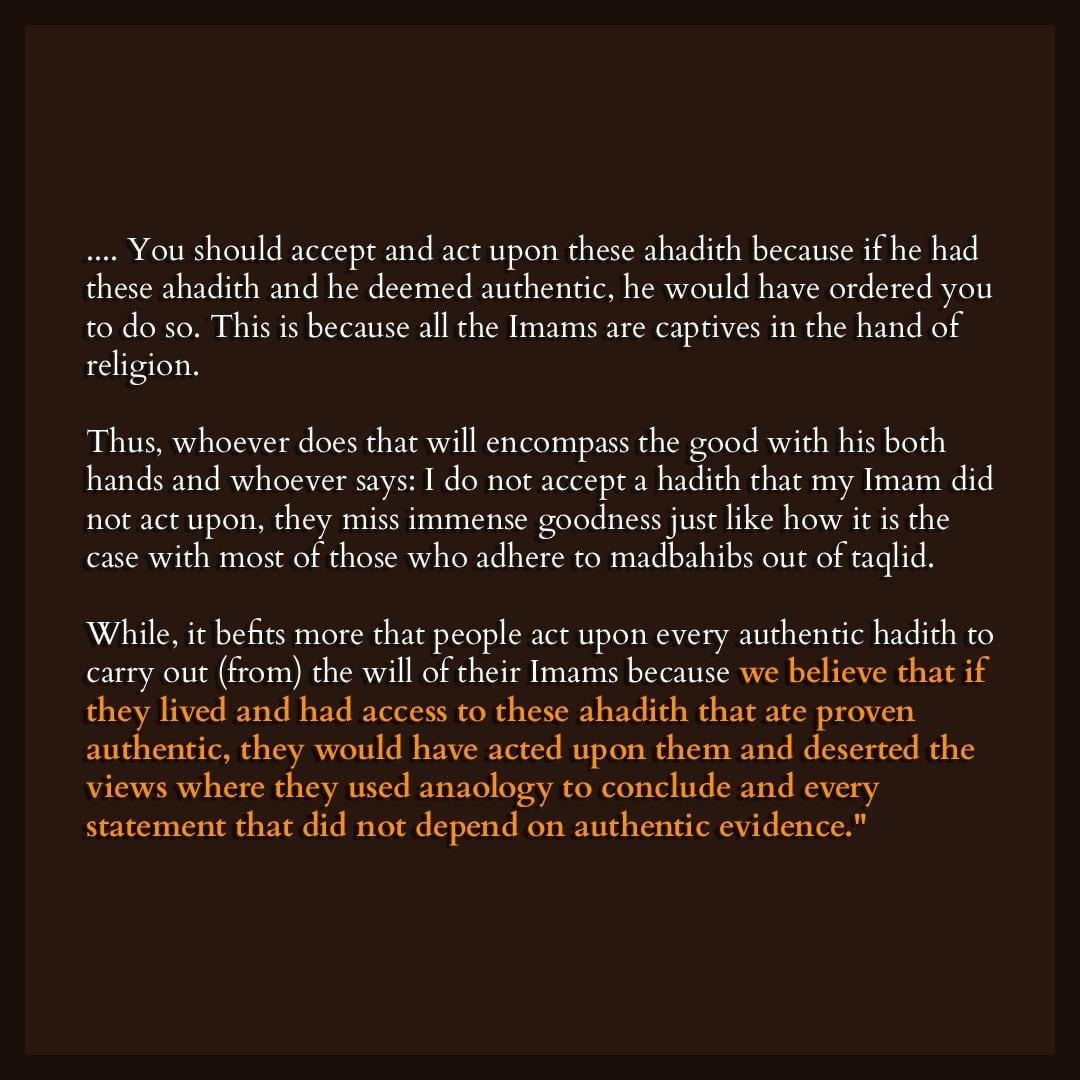 .... You should accept and act upon these ahadith because if he had
these ahadith and he deemed authentic, he would have ordered you
to do so. This is because all the Imams are captives in the hand of
religion.
Thus, whoever does that will encompass the good with his both
hands and whoever says: I do not accept a hadith that my Imam did
not act upon, they miss immense goodness just like how it is the
case with most of those who adhere to madbahibs out of taqlid.
While, it befits more that people act upon every authentic hadith to
carry out (from) the will of their Imams because we believe that if
they lived and had access to these ahadith that ate proven
authentic, they would have acted upon them and deserted the
views where they used anaology to conclude and every
statement that did not depend on authentic evidence."